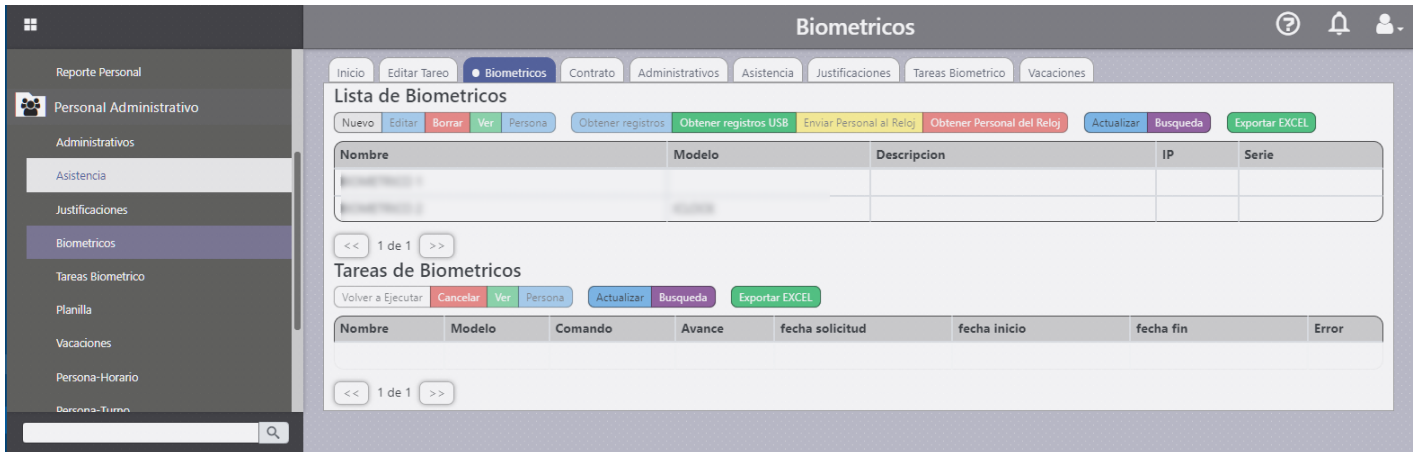 Biometricos
Reporte Personal
Personal Administrativo
Administrativos
Asistencia
Justificaciones
Biometricos
Tareas Biometrico
Planilla
Vacaciones
Persona-Horario
Persona-Turno
Inicio Editar Tareo Biometricos Contrato Administrativos Asistencia Justificaciones Tareas Biometrico Vacaciones
Lista de Biometricos
Nuevo Editar Borrar Ver Persona Obtener registros Obtener registros USB Enviar Personal al Reloj Obtener Personal del Reloj Actualizar Busqueda Exportar EXCEL
Nombre Modelo Descripcion IP Serie
<< 1 de 1 >>
Tareas de Biometricos
Volver a Ejecutar Cancelar Ver Persona Actualizar Busqueda Exportar EXCEL
Nombre Modelo Comando Avance fecha solicitud fecha inicio fecha fin Error
<< 1 de 1 >>